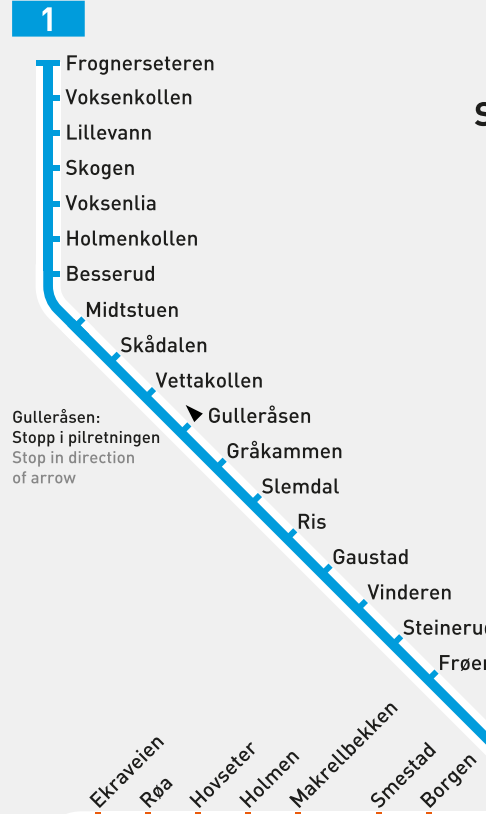 1
Frognerseteren
Voksenkollen
Lillevann
Skogen
Voksenlia
Holmenkollen
Besserud
Midtstuen
Skådalen
Vettakollen
Gulleråsen
Gulleråsen:
Stopp i pilretningen
Stop in direction
of arrow
Gråkammen
Slemdal
Ris
Gaustad
Vinderen
Ekraveien
Røa
Hovseter
Holmen
Makrellbekken
Smestad
Borgen